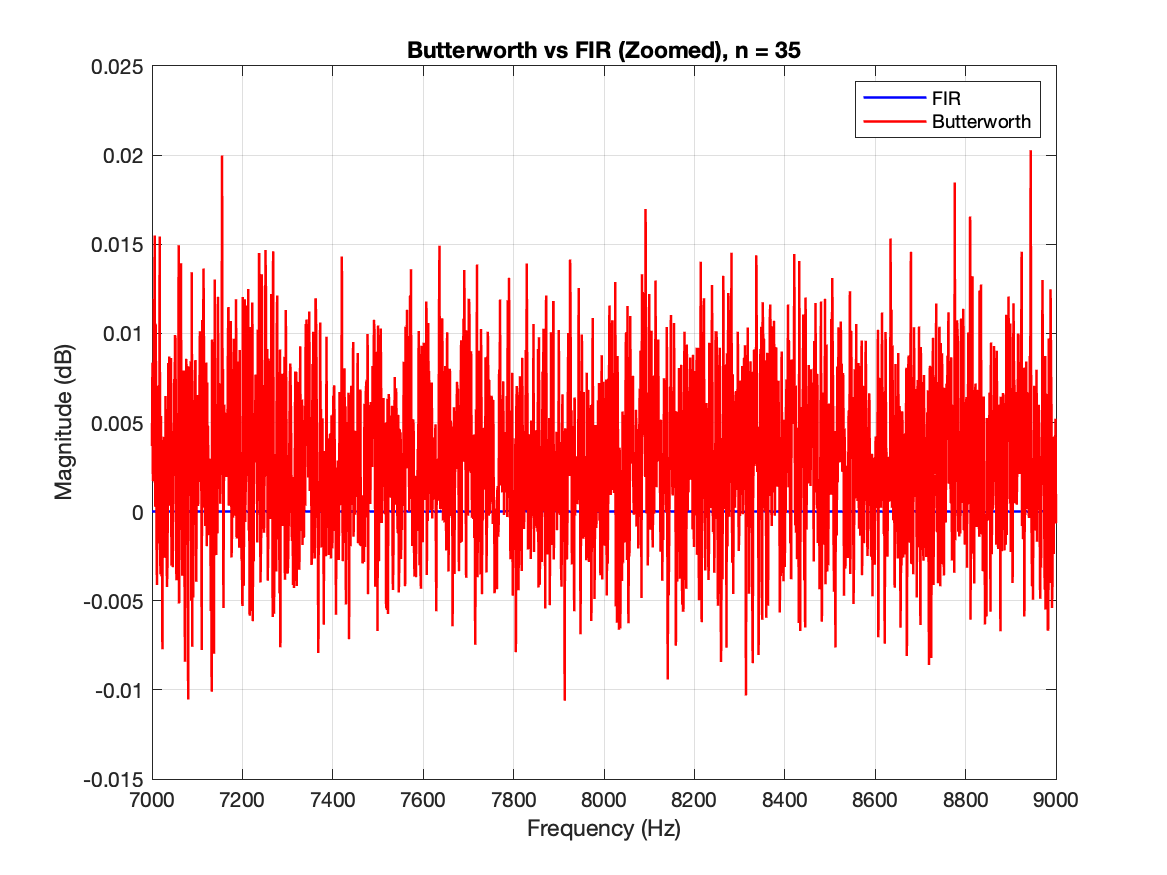 Butterworth vs FIR (Zoomed), n = 35
FIR
Butterworth
Magnitude (dB)
0.025
0.02
0.015
0.01
0.005
0
-0.005
-0.01
-0.015
7000 7200 7400 7600 7800 8000 8200 8400 8600 8800 9000
Frequency (Hz)